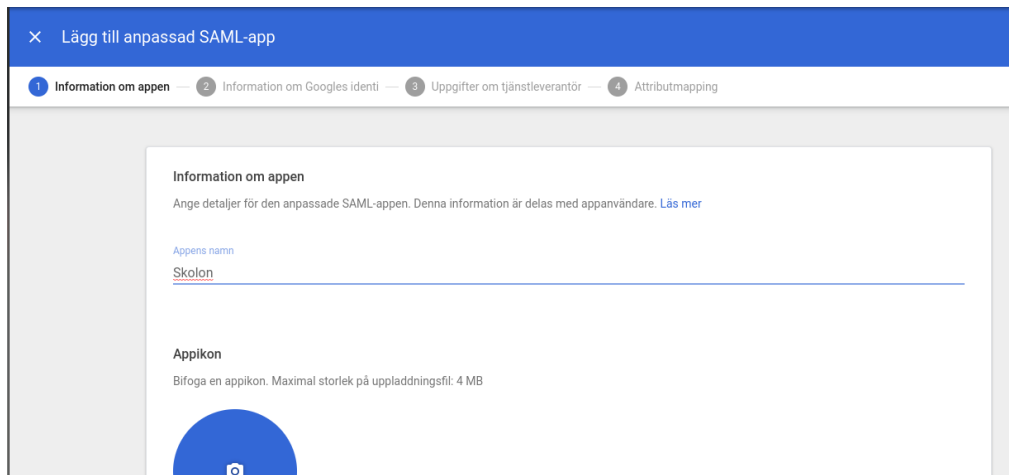 Lägg till anpassad SAML-app
1 Information om appen 2 Information om Googles identi 3 Uppgifter om tjänstleverantör 4 Attributmapping
Information om appen
Ange detaljer för den anpassade SAML-appen. Denna information är delas med appanvändare. Läs mer
Appens namn
Skolon
Appikon
Bifoga en appikon. Maximal storlek på uppladdningsfil: 4 MB